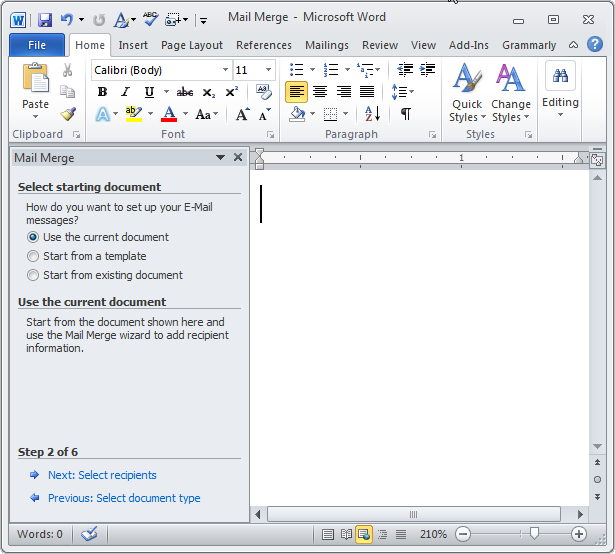 Mail Merge - Microsoft Word
File Home Insert Page Layout References Mailings Review View Add-Ins Grammarly
Calibri (Body) 11
Paste
B I U abc x₂ x²
ab A Aa A A
Quick Styles
Change Styles
Editing
Clipboard Font Paragraph Styles
Mail Merge
1
Select starting document
How do you want to set up your E-Mail
messages?
Use the current document
Start from a template
Start from existing document
Use the current document
Start from the document shown here and
use the Mail Merge wizard to add recipient
information.
Step 2 of 6
Next: Select recipients
Previous: Select document type
Words: 0 210%